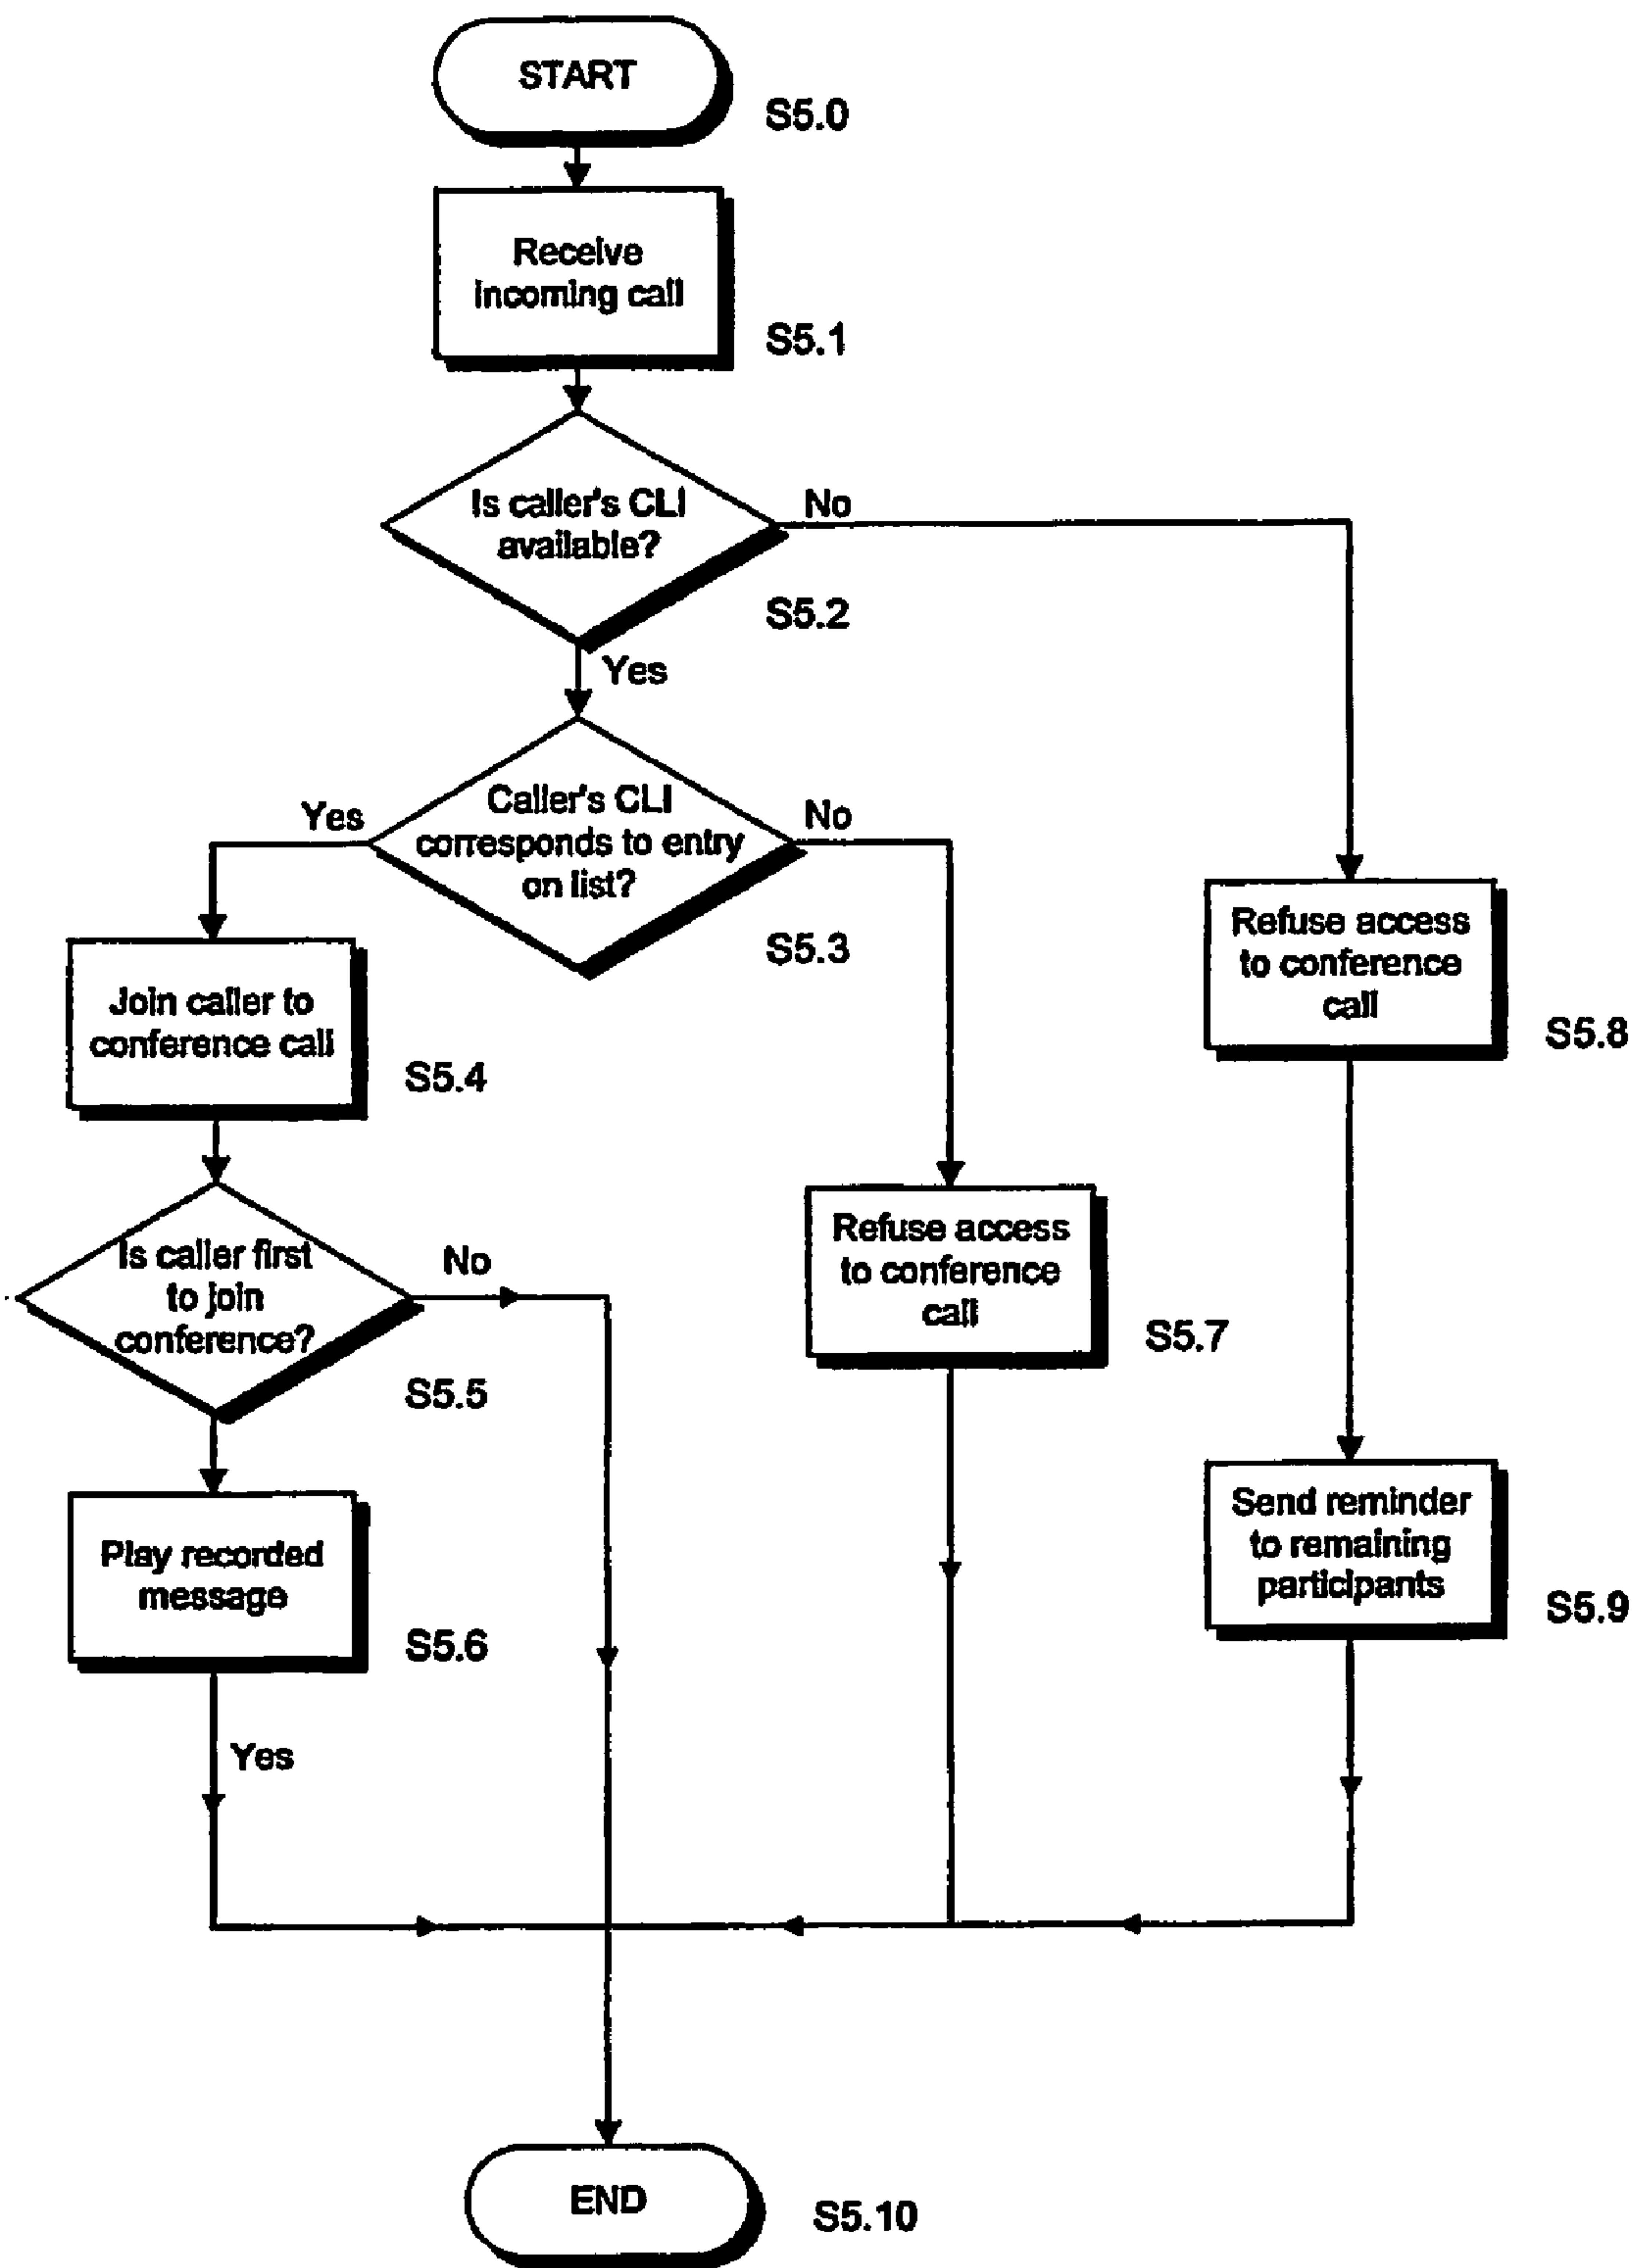 START
S5.0
Receive
incoming call
S5.1
Is caller's CLI
available?
No
S5.2
Yes
Caller's CLI
corresponds to entry
on list?
Yes
No
S5.3
Join caller to
conference call
S5.4
Refuse access
to conference
call
S5.8
Is caller first
to join
conference?
No
S5.5
Refuse access
to conference
call
S5.7
Play recorded
message
S5.6
Send reminder
to remaining
participants
S5.9
Yes
END
S5.10